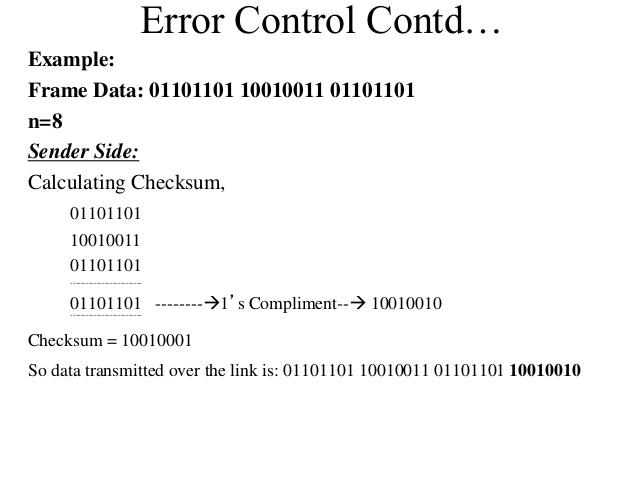 Error Control Contd…
Example:
Frame Data: 01101101 10010011 01101101
n=8
Sender Side:
Calculating Checksum,
01101101
10010011
01101101
01101101 --------→1's Compliment--→ 10010010
Checksum = 10010001
So data transmitted over the link is: 01101101 10010011 01101101 10010010